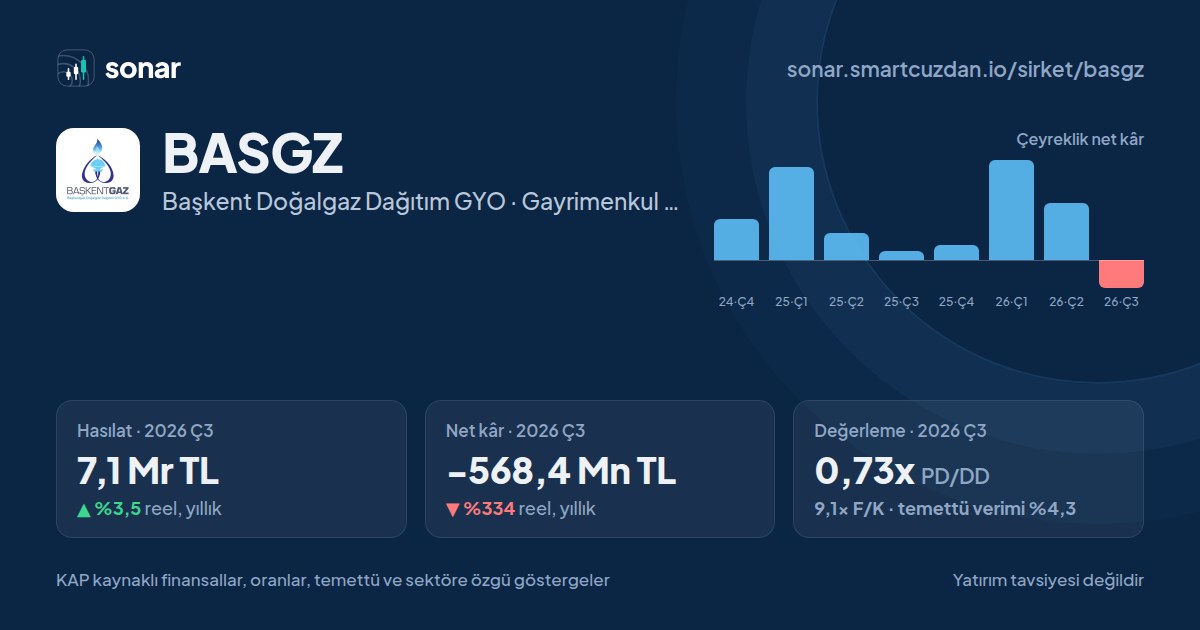 sonar
sonar.smartcuzdan.io/sirket/basgz
BAŞKENTGAZ
BASGZ
Başkent Doğalgaz Dağıtım GYO · Gayrimenkul ...
Çeyreklik net kâr
24·Ç4 25·Ç1 25·Ç2 25·Ç3 25·Ç4 26·Ç1 26·Ç2 26·Ç3
Hasılat · 2026 Ç3
7,1 Mr TL
▲ %3,5 reel, yıllık
Net kâr · 2026 Ç3
−568,4 Mn TL
▼ %334 reel, yıllık
Değerleme · 2026 Ç3
0,73x PD/DD
9,1× F/K · temettü verimi %4,3
KAP kaynaklı finansallar, oranlar, temettü ve sektöre özgü göstergeler
Yatırım tavsiyesi değildir